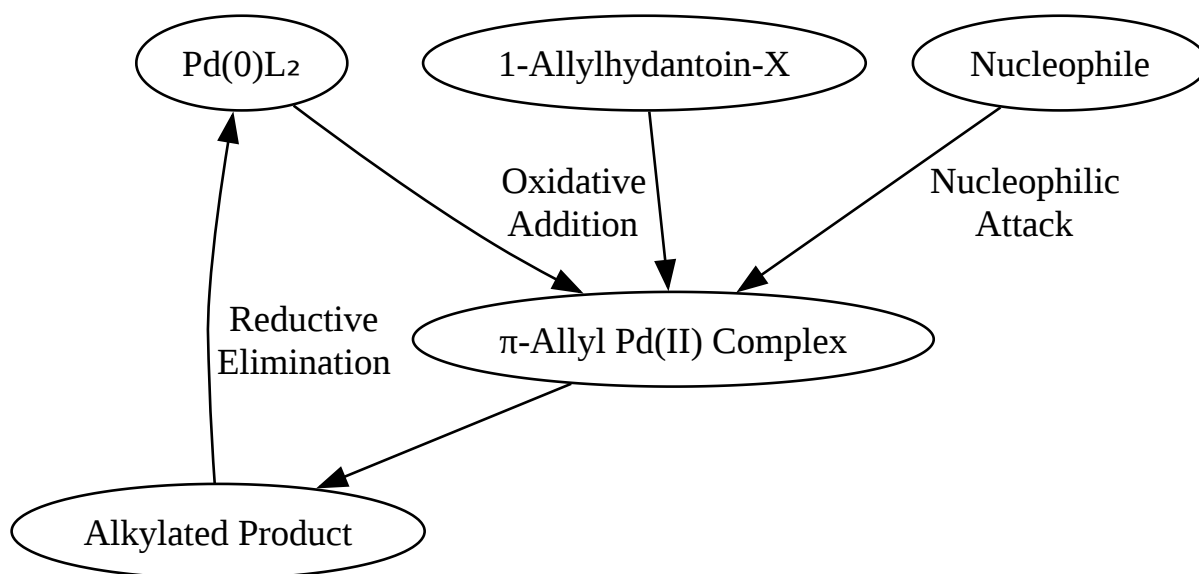 Pd(0)L₂
1-Allylhydantoin-X
Nucleophile
Oxidative
Addition
Nucleophilic
Attack
Reductive
Elimination
π-Allyl Pd(II) Complex
Alkylated Product